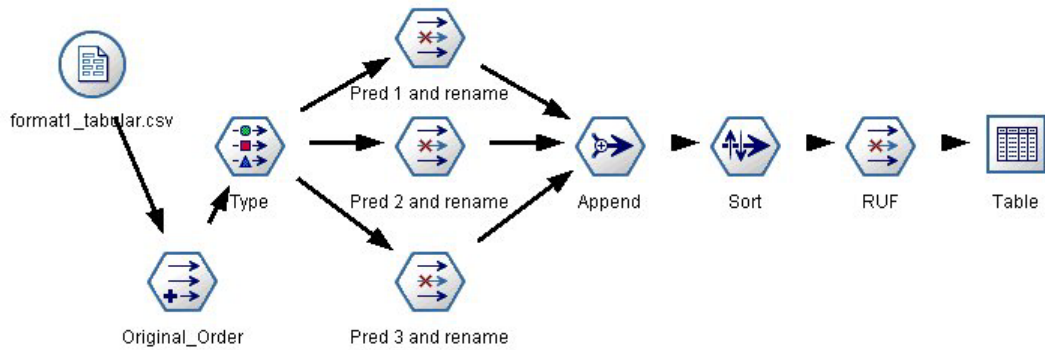 Pred 1 and rename
format1_tabular.csv
Type
Pred 2 and rename
Append
Sort
RUF
Table
Original_Order
Pred 3 and rename